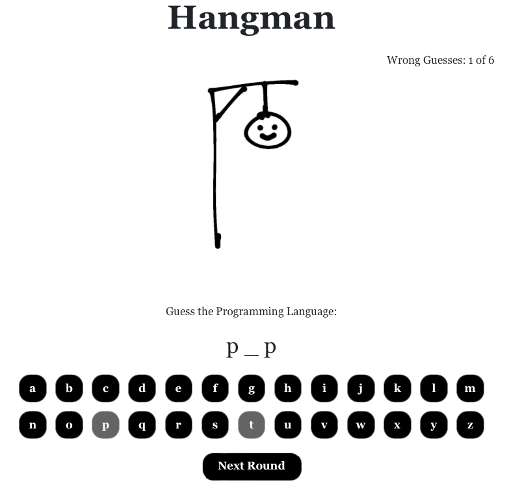 Hangman
Wrong Guesses: 1 of 6
Guess the Programming Language:
p _ p
a b c d e f g h i j k l m
n o p q r s t u v w x y z
Next Round